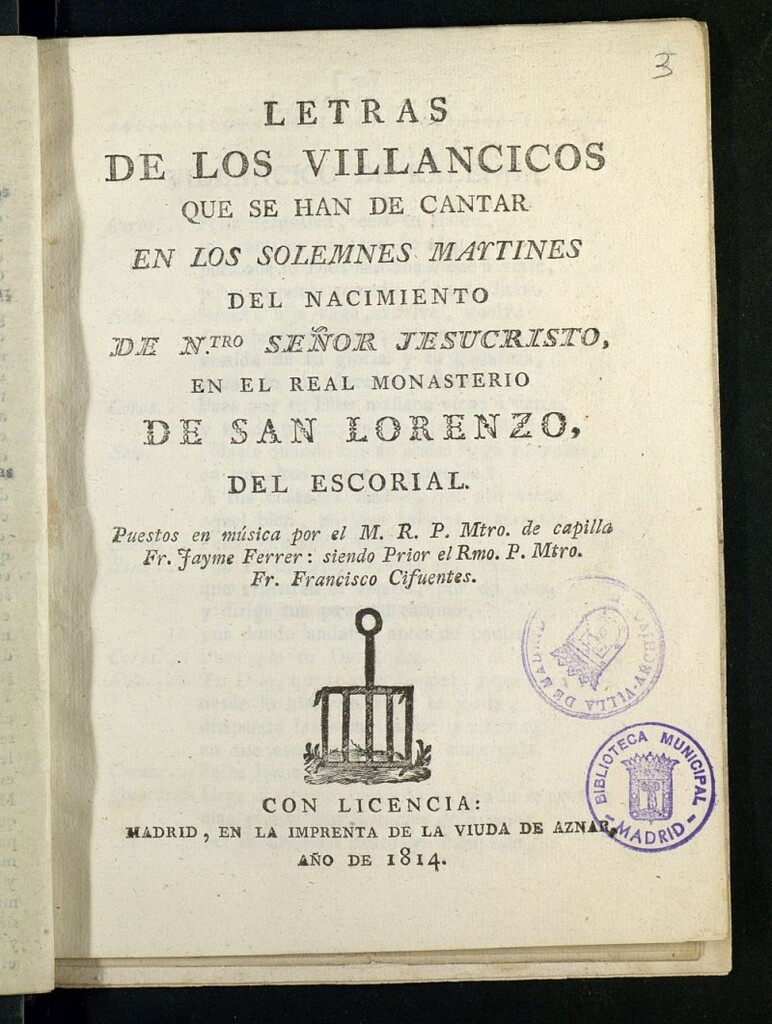 3
LETRAS
DE LOS VILLANCICOS
QUE SE HAN DE CANTAR
EN LOS SOLEMNES MAYTINES
DEL NACIMIENTO
DE N.TRO SEÑOR JESUCRISTO,
EN EL REAL MONASTERIO
DE SAN LORENZO,
DEL ESCORIAL.
Puestos en música por el M. R. P. Mtro. de capilla
Fr. Jayme Ferrer: siendo Prior el Rmo. P. Mtro.
Fr. Francisco Cifuentes.
VILLA DE MADRID
BIBLIOTECA MUNICIPAL
- MADRID -
CON LICENCIA:
MADRID, EN LA IMPRENTA DE LA VIUDA DE AZNAR,
AÑO DE 1814.